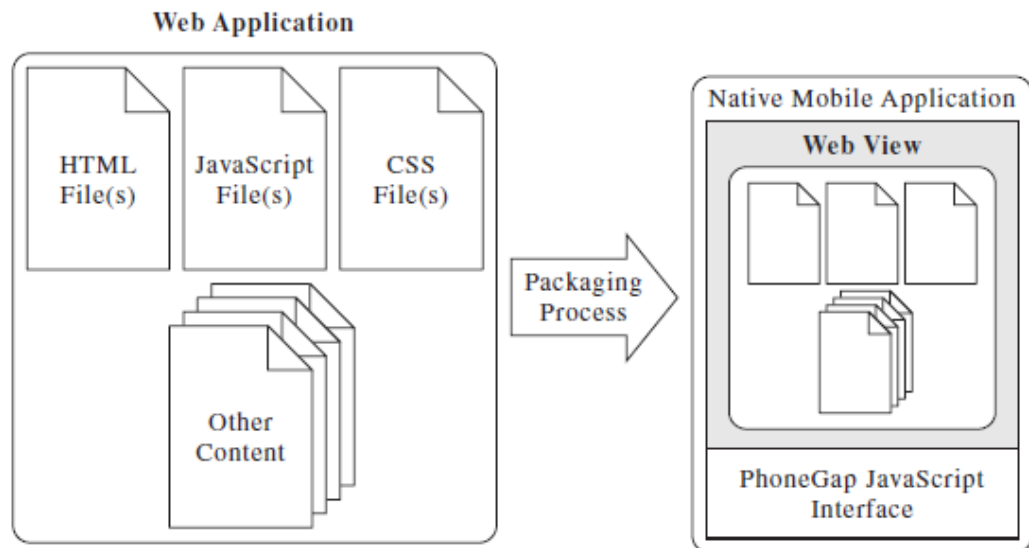 Web Application
HTML
File(s)
JavaScript
File(s)
CSS
File(s)
Other
Content
Packaging
Process
Native Mobile Application
Web View
PhoneGap JavaScript
Interface